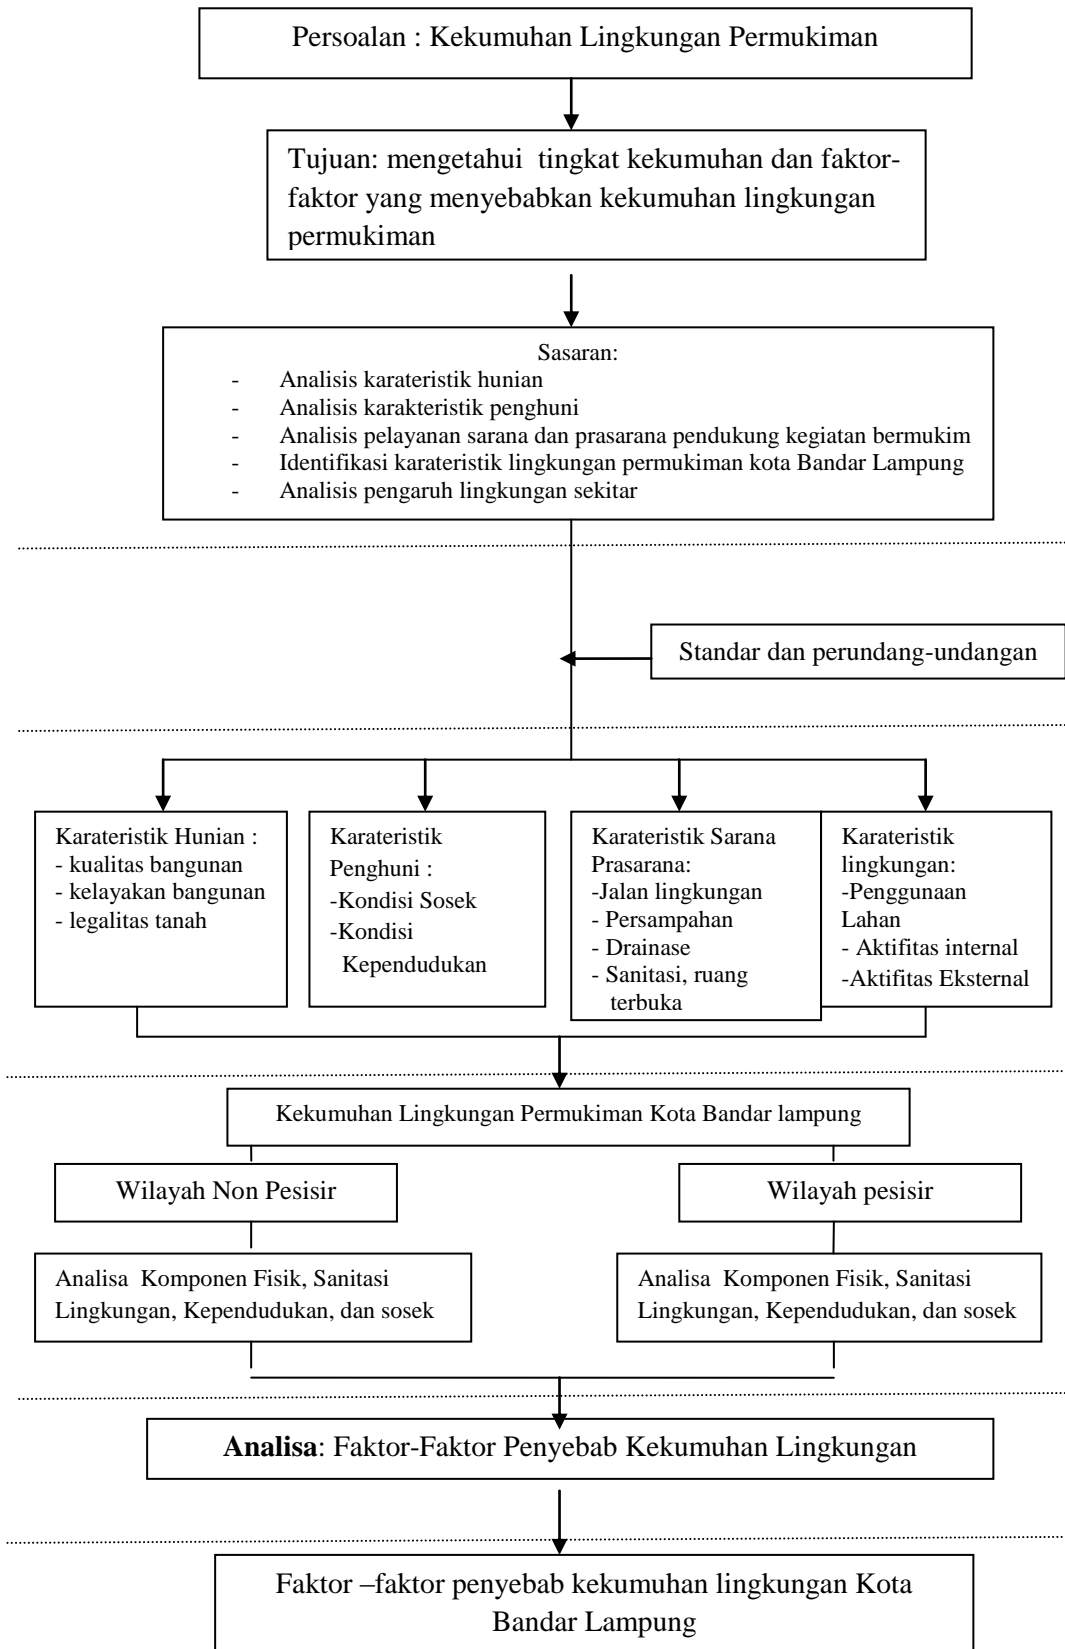 Persoalan : Kekumuhan Lingkungan Permukiman
Tujuan: mengetahui tingkat kekumuhan dan faktor-
faktor yang menyebabkan kekumuhan lingkungan
permukiman
Sasaran:
- Analisis karateristik hunian
- Analisis karakteristik penghuni
- Analisis pelayanan sarana dan prasarana pendukung kegiatan bermukim
- Identifikasi karateristik lingkungan permukiman kota Bandar Lampung
- Analisis pengaruh lingkungan sekitar
Standar dan perundang-undangan
Karateristik Hunian :
- kualitas bangunan
- kelayakan bangunan
- legalitas tanah
Karateristik
Penghuni :
-Kondisi Sosek
-Kondisi
Kependudukan
Karateristik Sarana
Prasarana:
-Jalan lingkungan
- Persampahan
- Drainase
- Sanitasi, ruang
terbuka
Karateristik
lingkungan:
-Penggunaan
Lahan
- Aktifitas internal
-Aktifitas Eksternal
Kekumuhan Lingkungan Permukiman Kota Bandar lampung
Wilayah Non Pesisir
Wilayah pesisir
Analisa Komponen Fisik, Sanitasi
Lingkungan, Kependudukan, dan sosek
Analisa Komponen Fisik, Sanitasi
Lingkungan, Kependudukan, dan sosek
Analisa: Faktor-Faktor Penyebab Kekumuhan Lingkungan
Faktor –faktor penyebab kekumuhan lingkungan Kota
Bandar Lampung